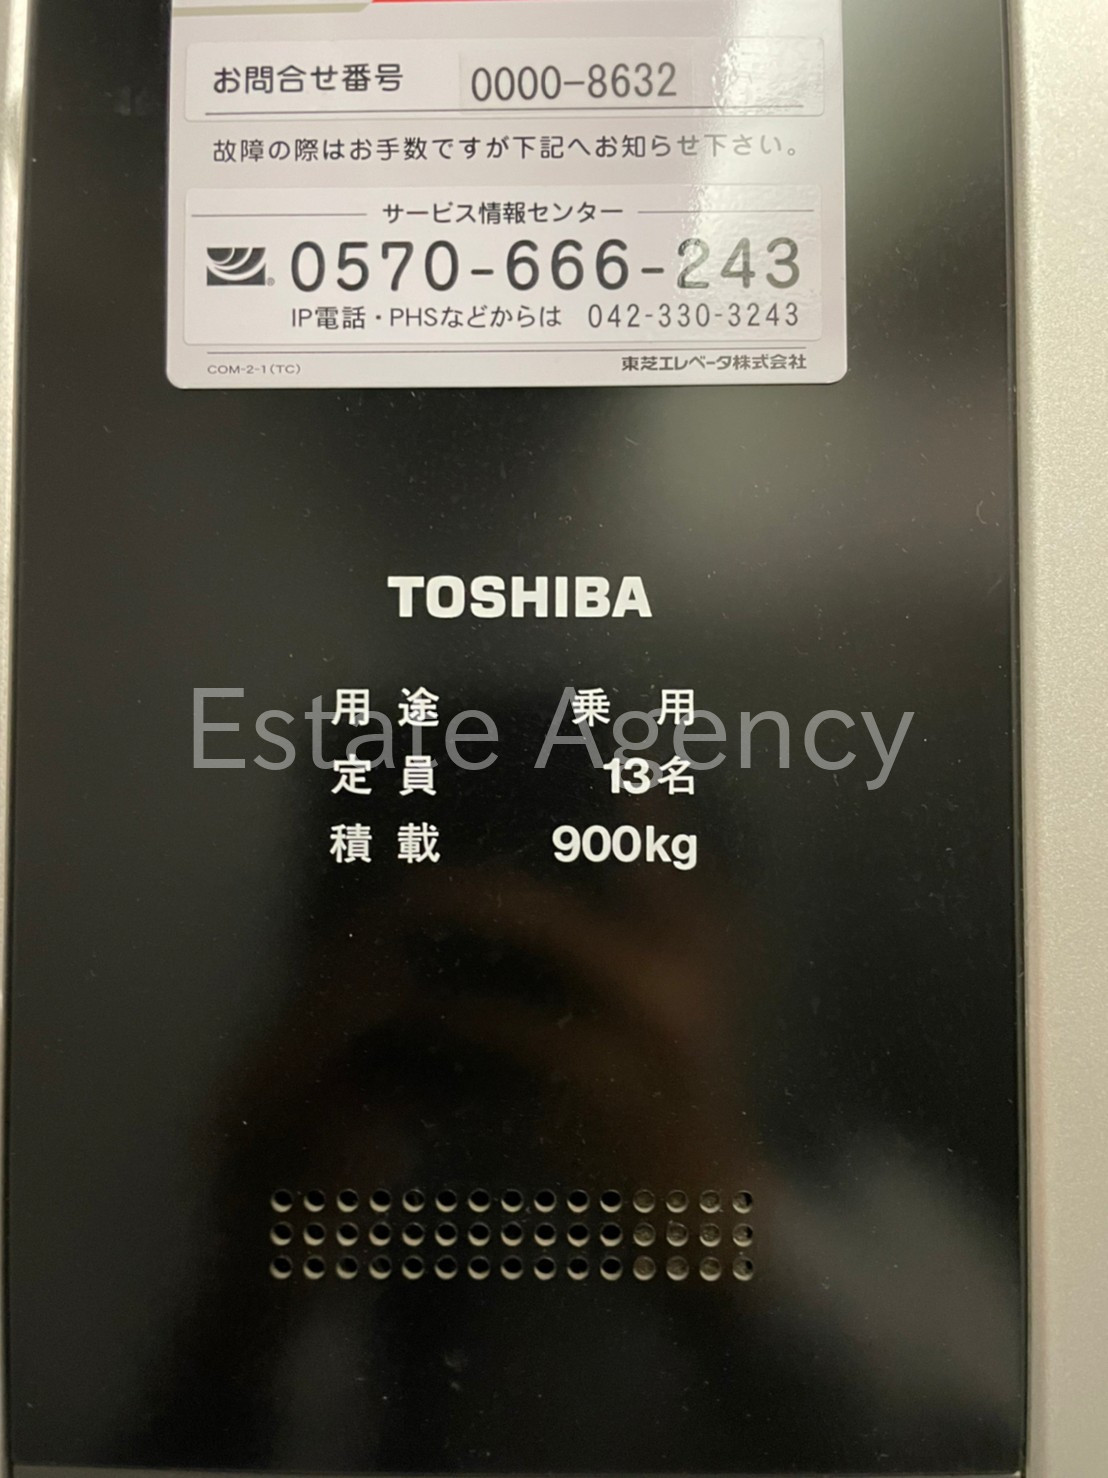 お問合せ番号 0000-8632
故障の際はお手数ですが下記へお知らせ下さい。
サービス情報センター
0570-666-243
IP電話・PHSなどからは 042-330-3243
COM-2-1(TC) 東芝エレベータ株式会社
TOSHIBA
用途 乗用
Estate Agency
定員 13名
積載 900kg